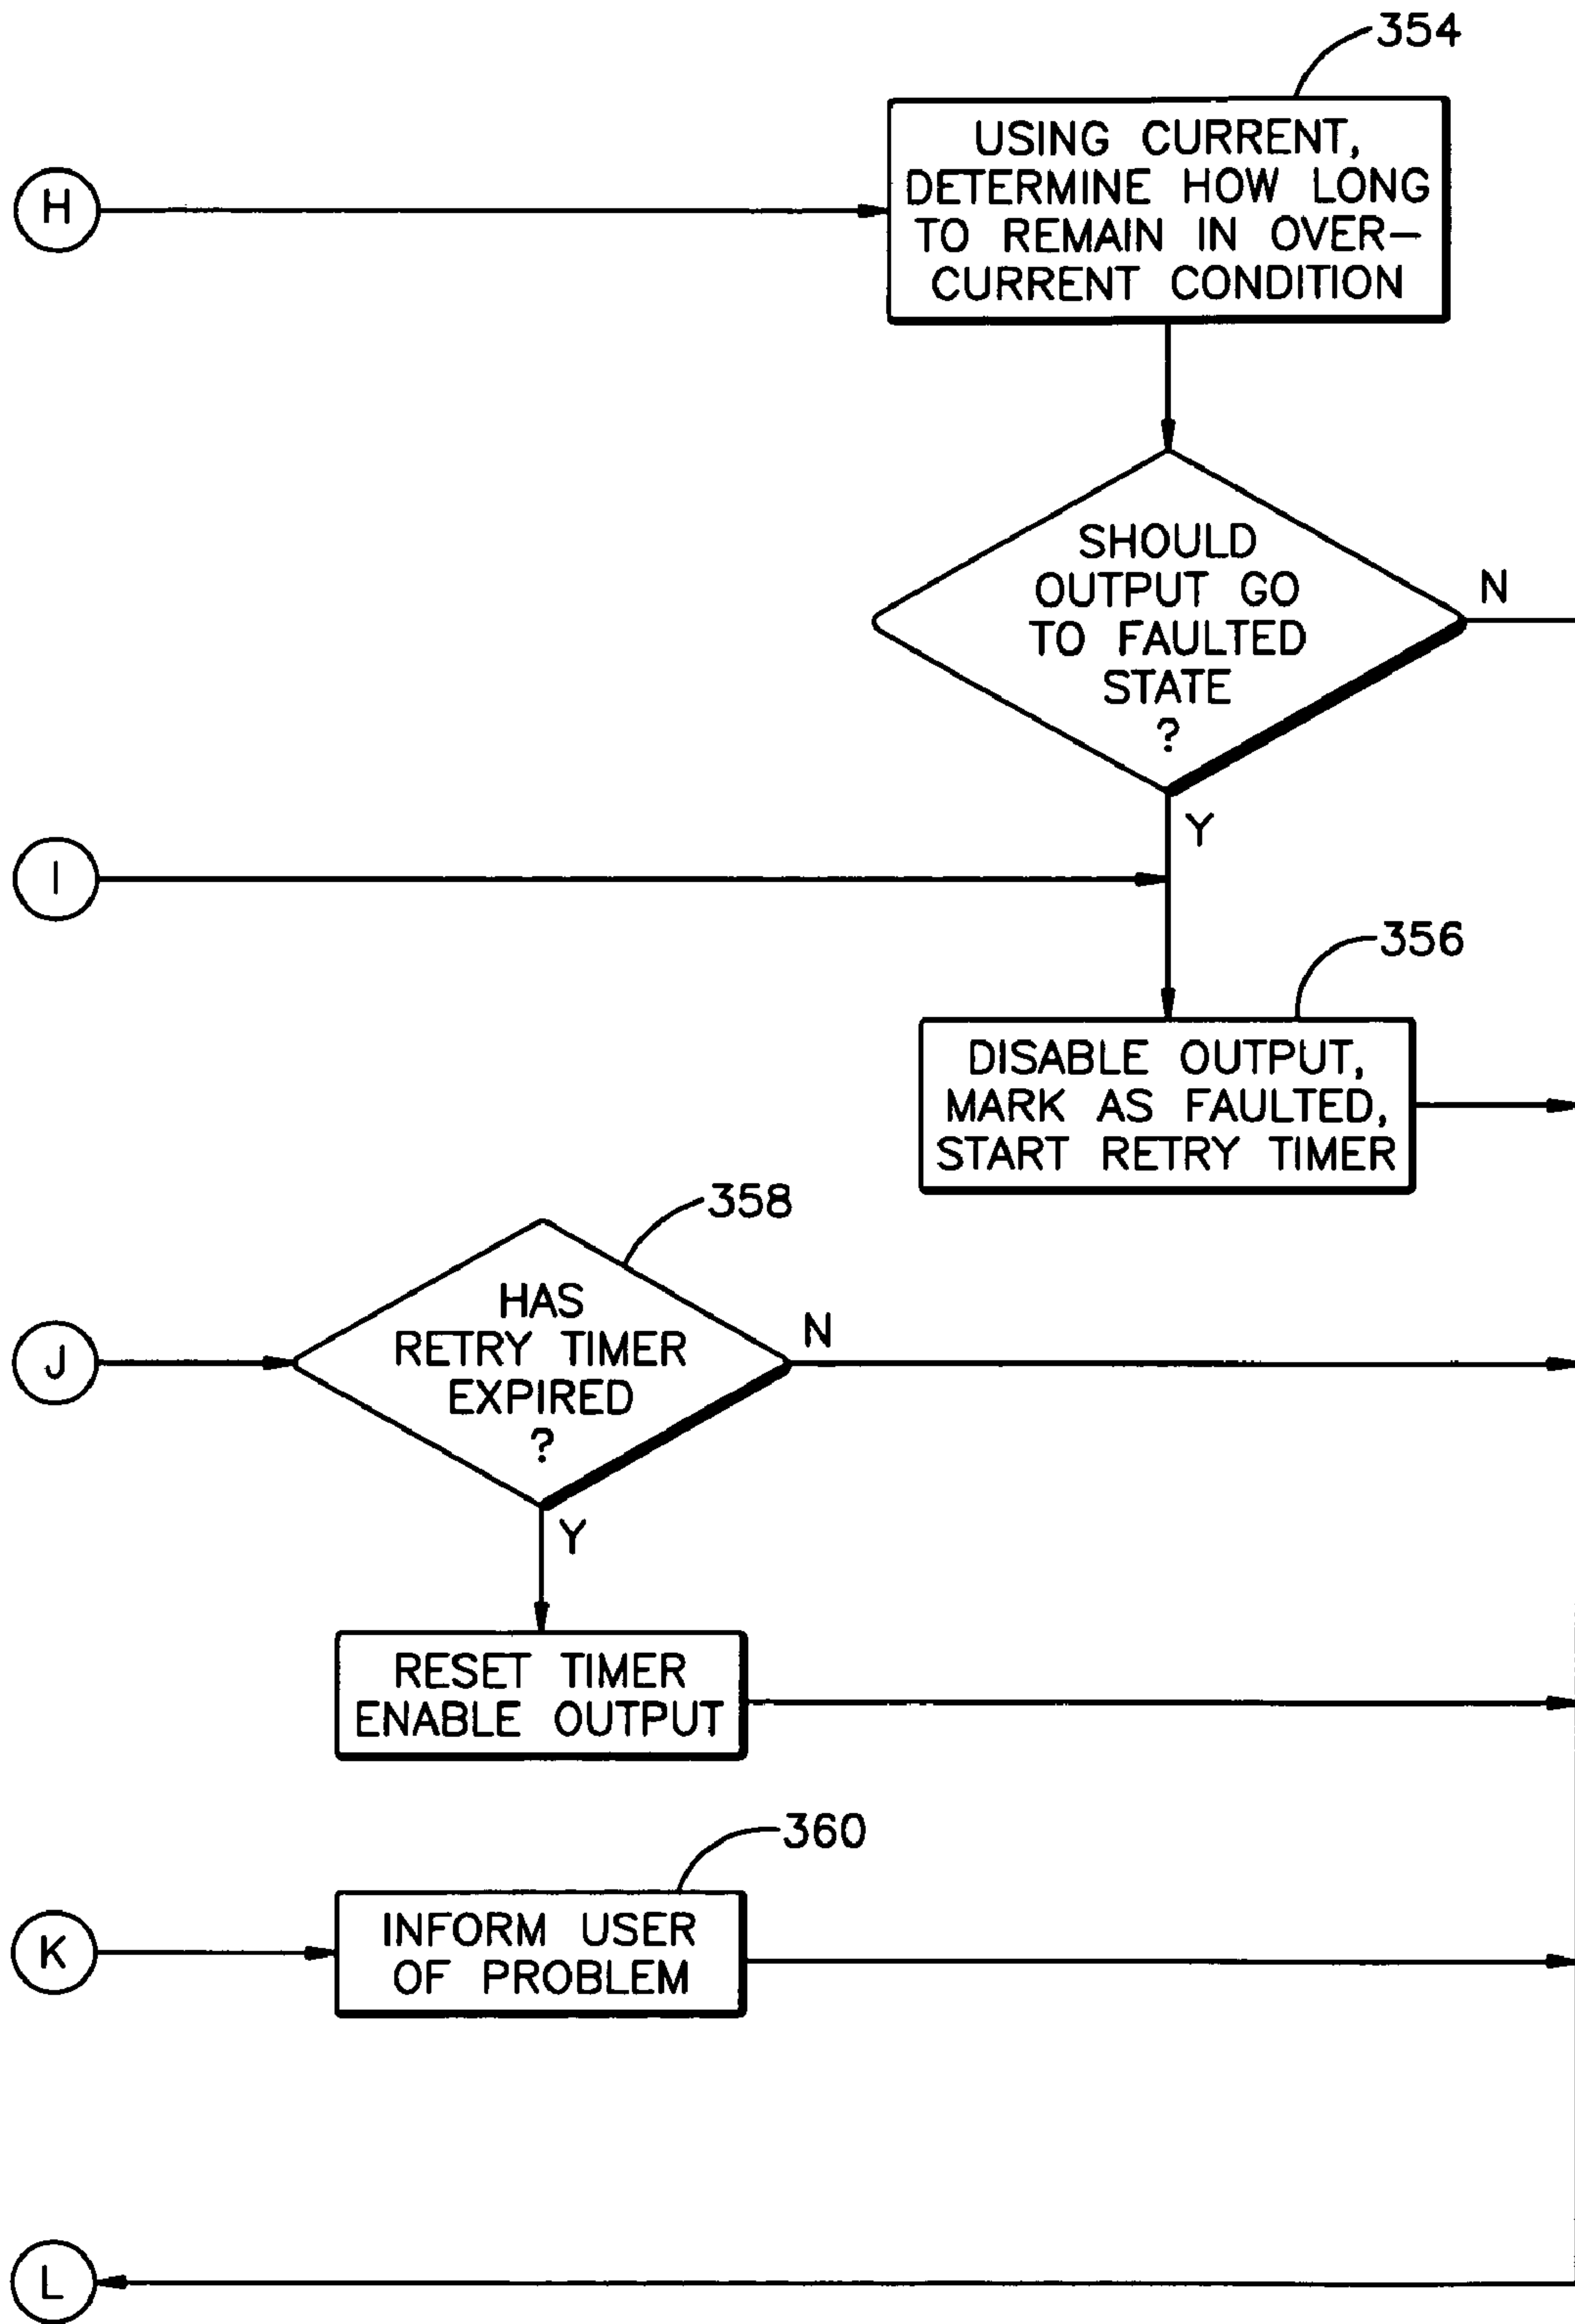 354
USING CURRENT,
DETERMINE HOW LONG
TO REMAIN IN OVER-
CURRENT CONDITION
H
SHOULD
OUTPUT GO
TO FAULTED
STATE
?
N
Y
I
356
DISABLE OUTPUT,
MARK AS FAULTED,
START RETRY TIMER
358
HAS
RETRY TIMER
EXPIRED
?
N
J
Y
RESET TIMER
ENABLE OUTPUT
360
INFORM USER
OF PROBLEM
K
L